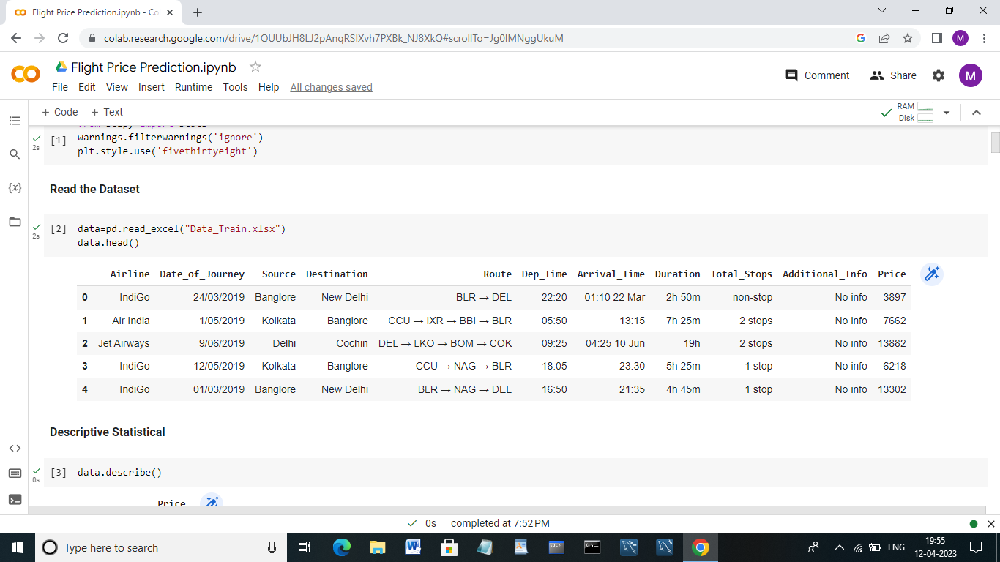 Flight Price Prediction.ipynb - Co
colab.research.google.com/drive/1QUUbJH8LJ2pAnqRSlXvh7PXBk_NJ8XkQ#scrollTo=Jg0lMNggUkuM
M
Flight Price Prediction.ipynb
File Edit View Insert Runtime Tools Help All changes saved
Comment Share M
+ Code + Text
RAM
Disk
[1] warnings.filterwarnings('ignore')
2s
plt.style.use('fivethirtyeight')
{x}
Read the Dataset
[2] data=pd.read_excel("Data_Train.xlsx")
2s
data.head()
Airline Date_of_Journey Source Destination Route Dep_Time Arrival_Time Duration Total_Stops Additional_Info Price
0 IndiGo 24/03/2019 Banglore New Delhi BLR → DEL 22:20 01:10 22 Mar 2h 50m non-stop No info 3897
1 Air India 1/05/2019 Kolkata Banglore CCU → IXR → BBI → BLR 05:50 13:15 7h 25m 2 stops No info 7662
2 Jet Airways 9/06/2019 Delhi Cochin DEL → LKO → BOM → COK 09:25 04:25 10 Jun 19h 2 stops No info 13882
3 IndiGo 12/05/2019 Kolkata Banglore CCU → NAG → BLR 18:05 23:30 5h 25m 1 stop No info 6218
4 IndiGo 01/03/2019 Banglore New Delhi BLR → NAG → DEL 16:50 21:35 4h 45m 1 stop No info 13302
Descriptive Statistical
[3] data.describe()
0s
Price
0s completed at 7:52 PM
Type here to search
ENG
19:55
12-04-2023